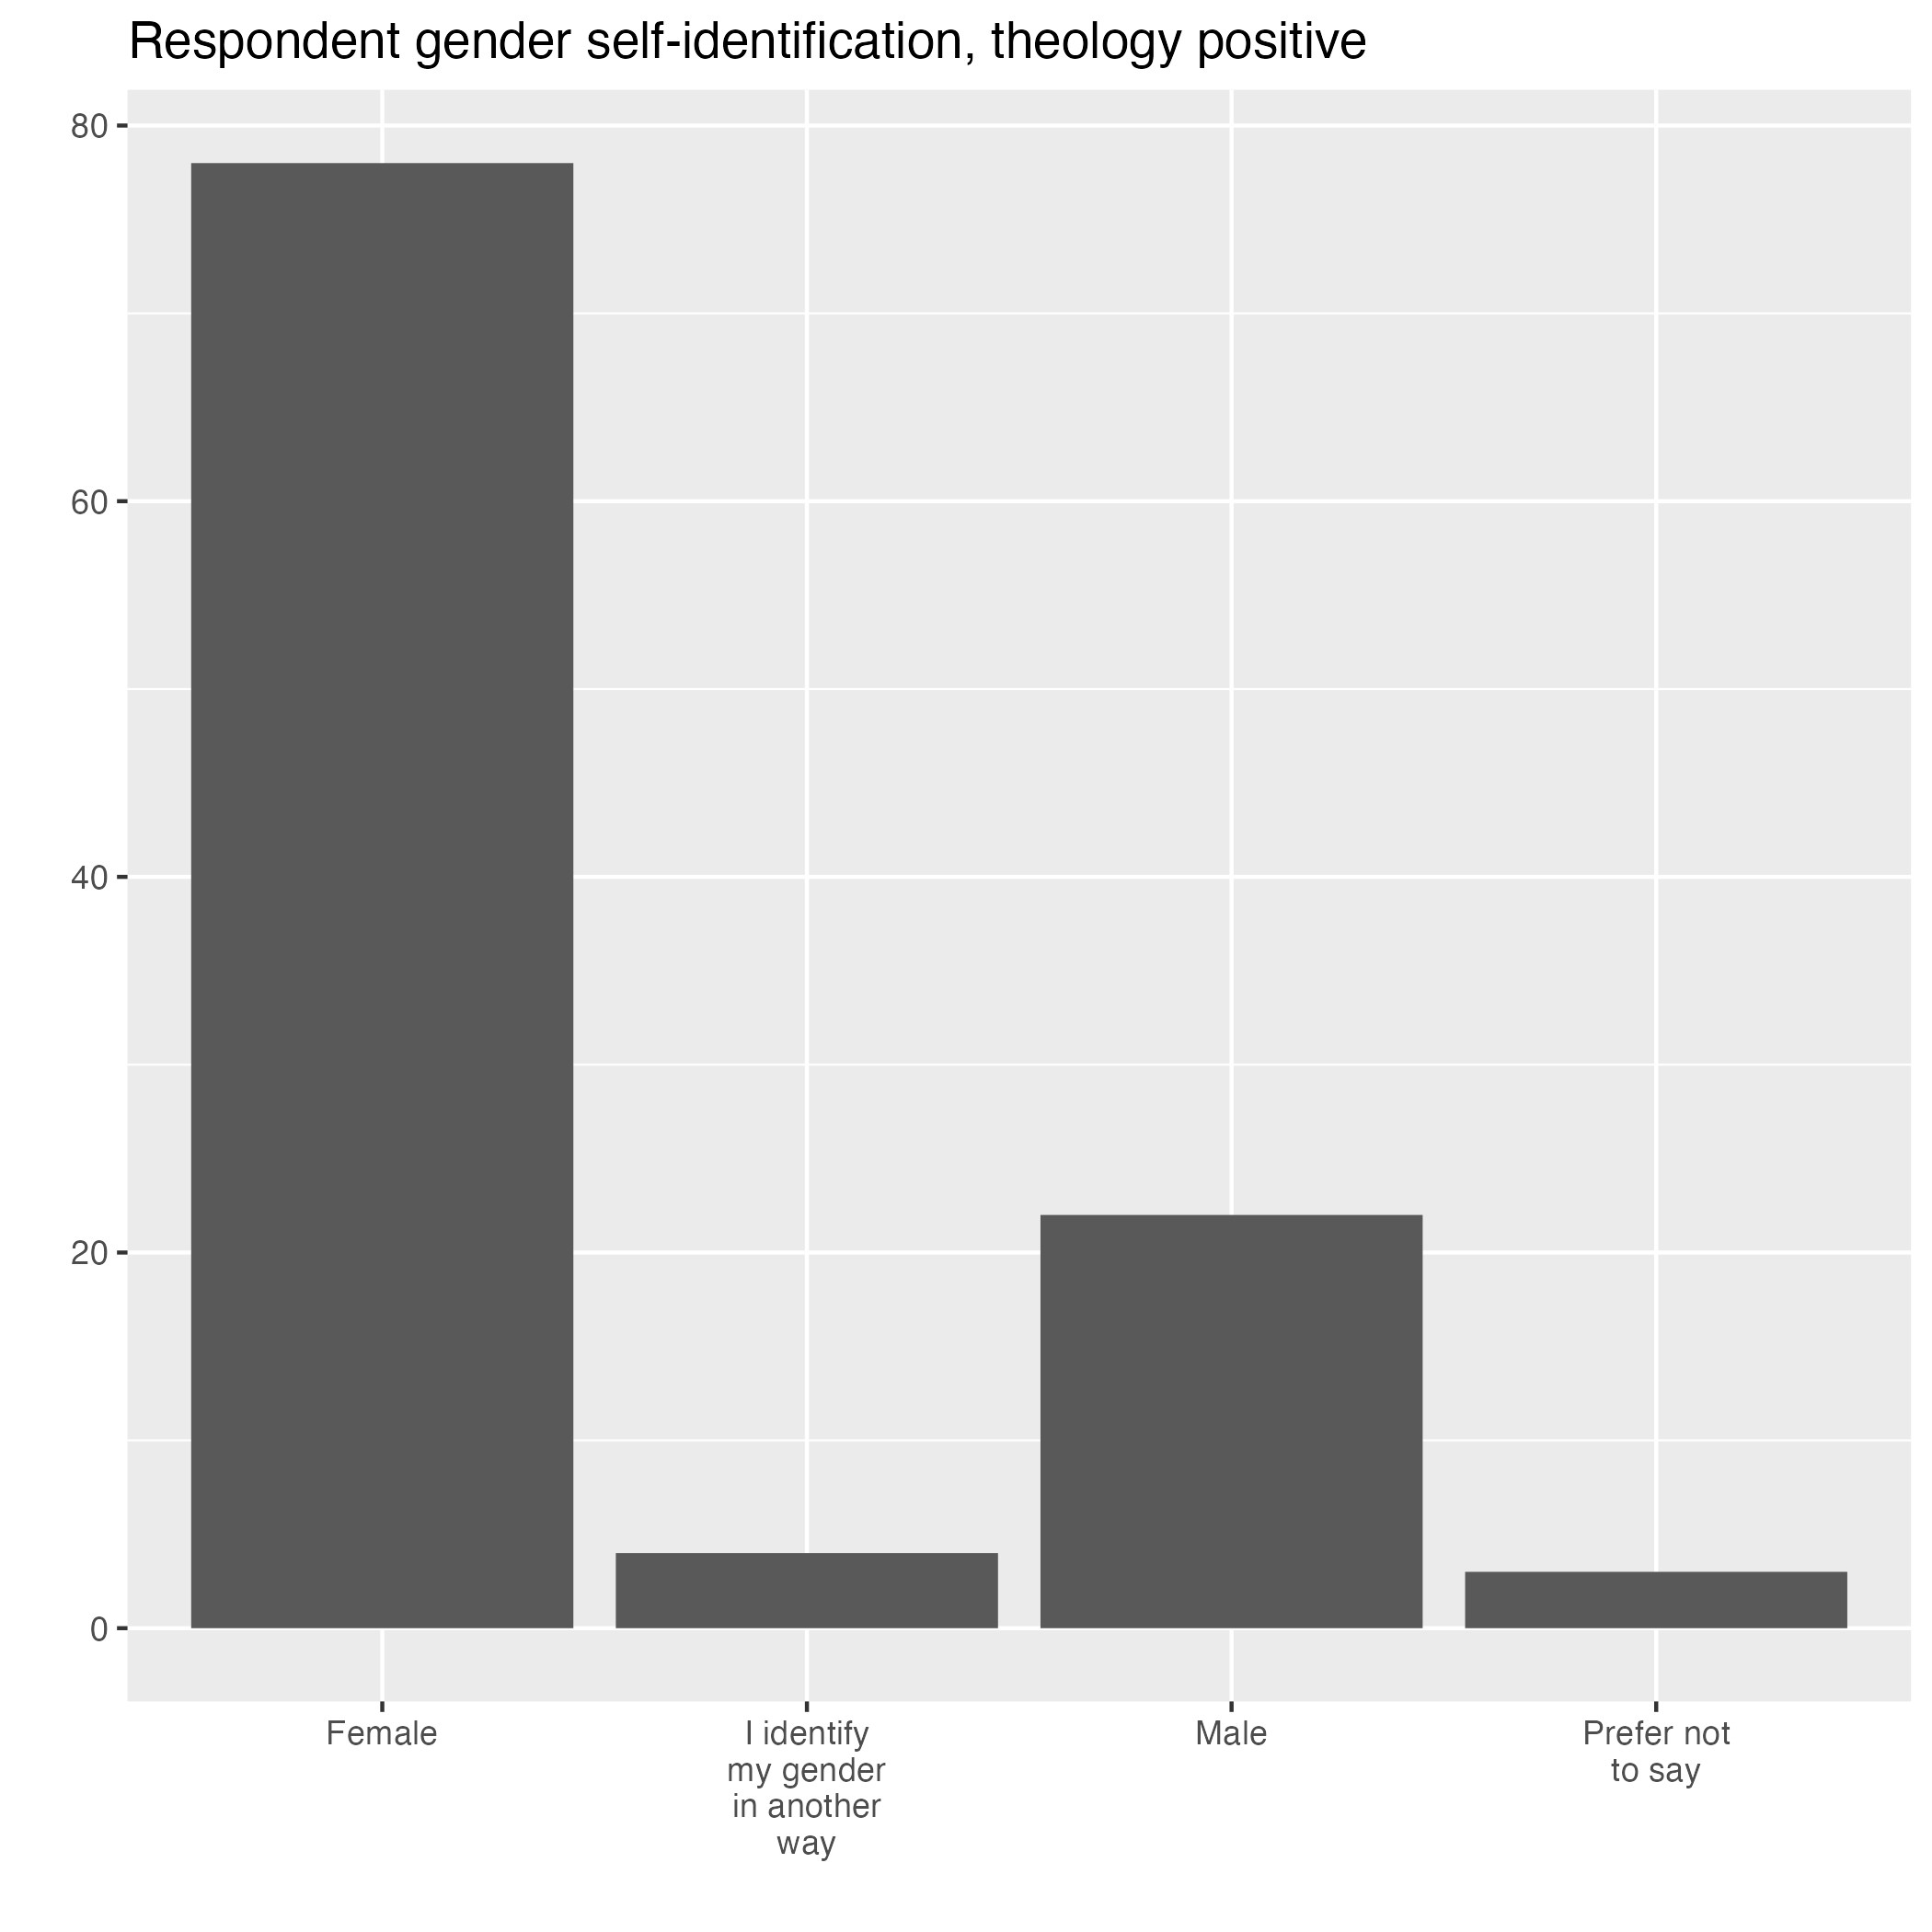 Respondent gender self-identification, theology positive
80
60
40
20
0
Female
I identify
my gender
in another
way
Male
Prefer not
to say